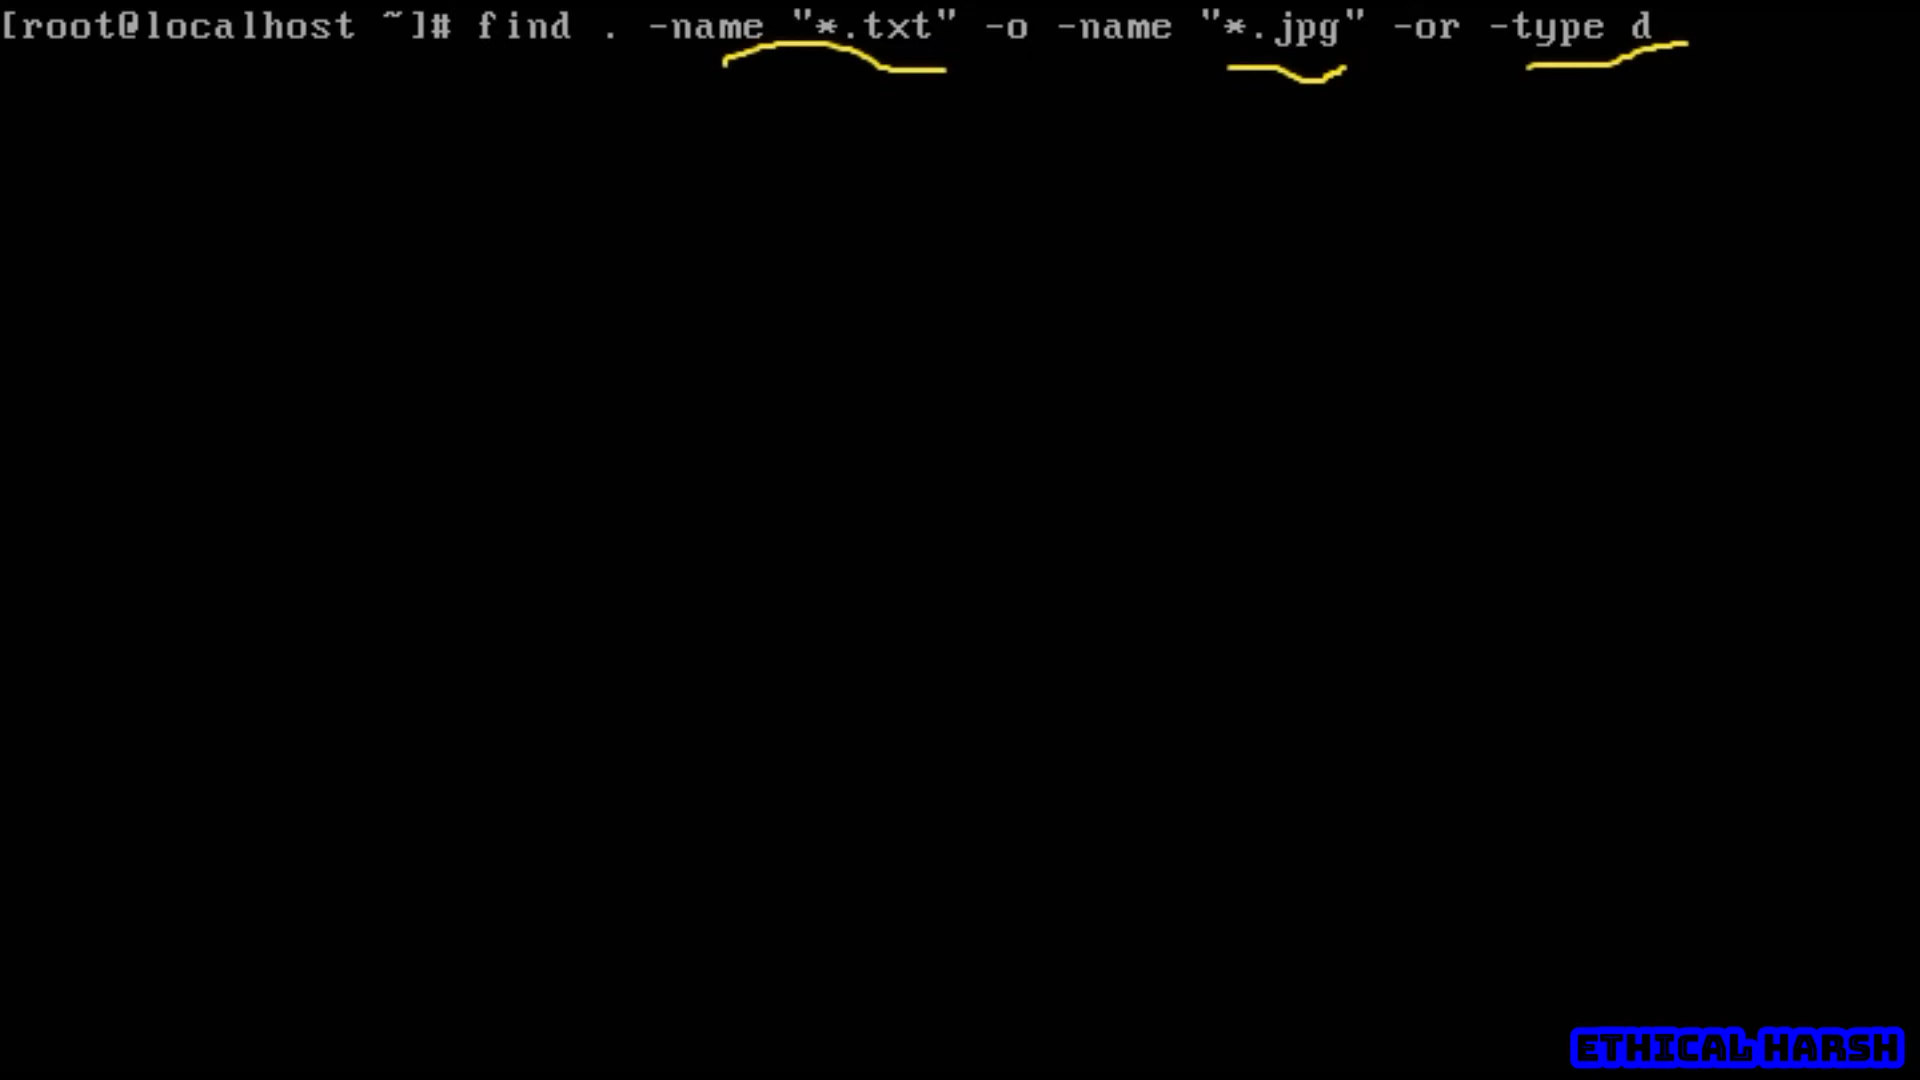 [root@localhost ~]# find . -name "*.txt" -o -name "*.jpg" -or -type d
ETHICAL HARSH